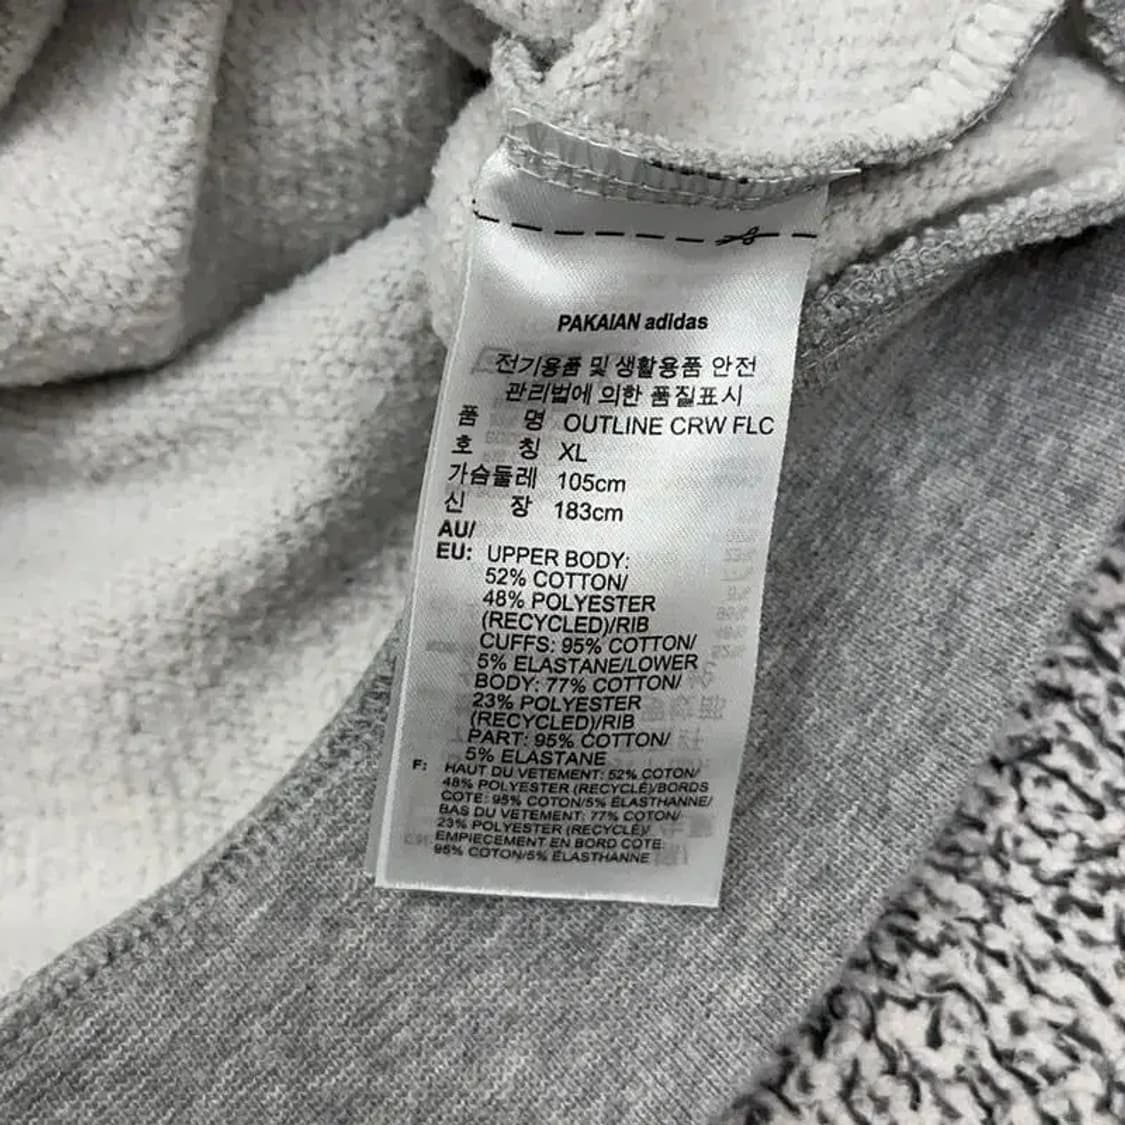 PAKAIAN adidas
전기용품 및 생활용품 안전
관리법에 의한 품질표시
품 명 OUTLINE CRW FLC
호 칭 XL
가슴둘레 105cm
신 장 183cm
AU/
EU: UPPER BODY:
52% COTTON/
48% POLYESTER
(RECYCLED)/RIB
CUFFS: 95% COTTON/
5% ELASTANE/LOWER
BODY: 77% COTTON/
23% POLYESTER
(RECYCLED)/RIB
PART: 95% COTTON/
5% ELASTANE
F: HAUT DU VETEMENT: 52% COTON/
48% POLYESTER (RECYCLÉ)/BORDS
COTE: 95% COTON/5% ÉLASTHANNE/
BAS DU VETEMENT: 77% COTON/
23% POLYESTER (RECYCLÉ)/
EMPIECEMENT EN BORD COTE:
95% COTON/5% ÉLASTHANNE